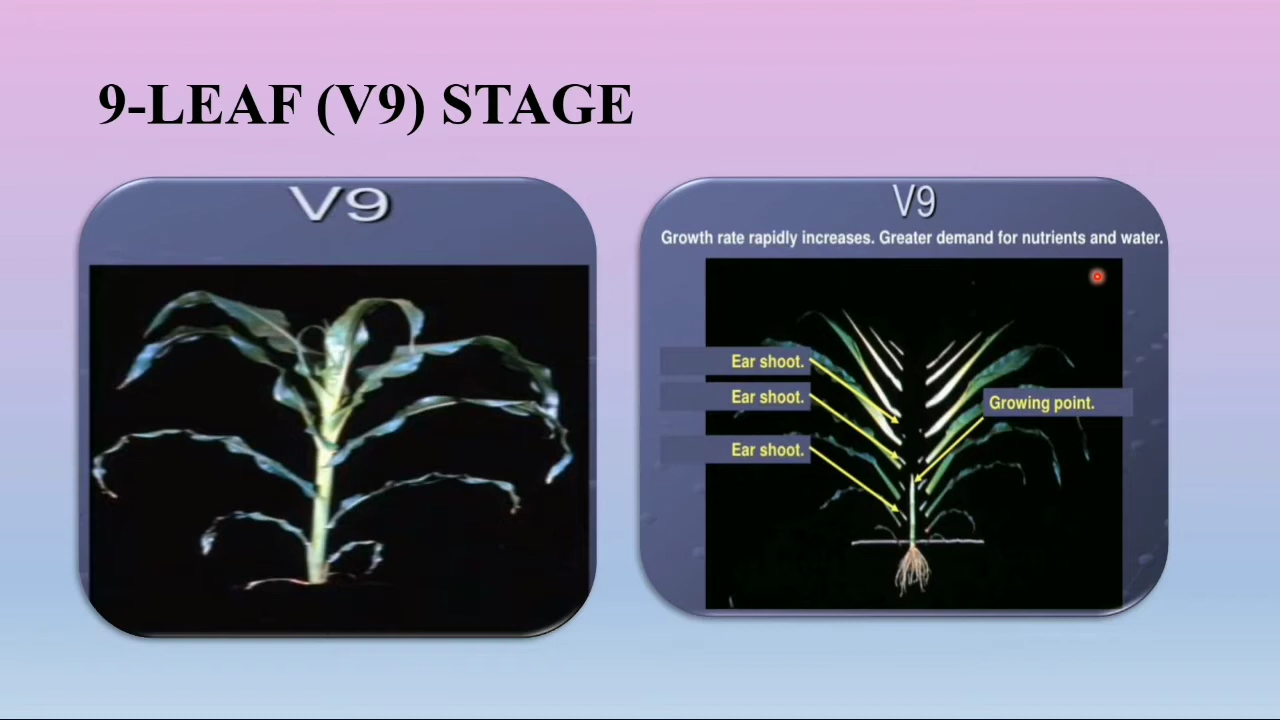 9-LEAF (V9) STAGE
V9
V9
Growth rate rapidly increases. Greater demand for nutrients and water.
Ear shoot.
Ear shoot.
Growing point.
Ear shoot.